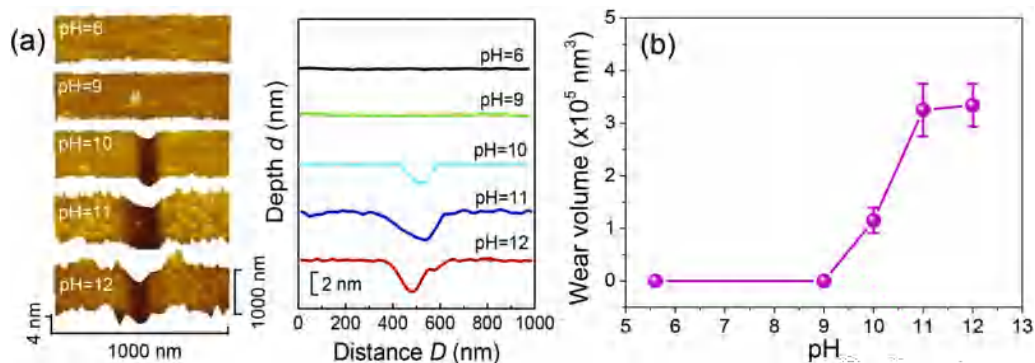 (a)
pH=6
pH=9
pH=10
pH=11
pH=12
4 nm
1000 nm
1000 nm
Depth d (nm)
pH=6
pH=9
pH=10
pH=11
pH=12
2 nm
0 200 400 600 800 1000
Distance D (nm)
(b)
Wear volume (x10⁵ nm³)
5
4
3
2
1
0
5 6 7 8 9 10 11 12 13
pH